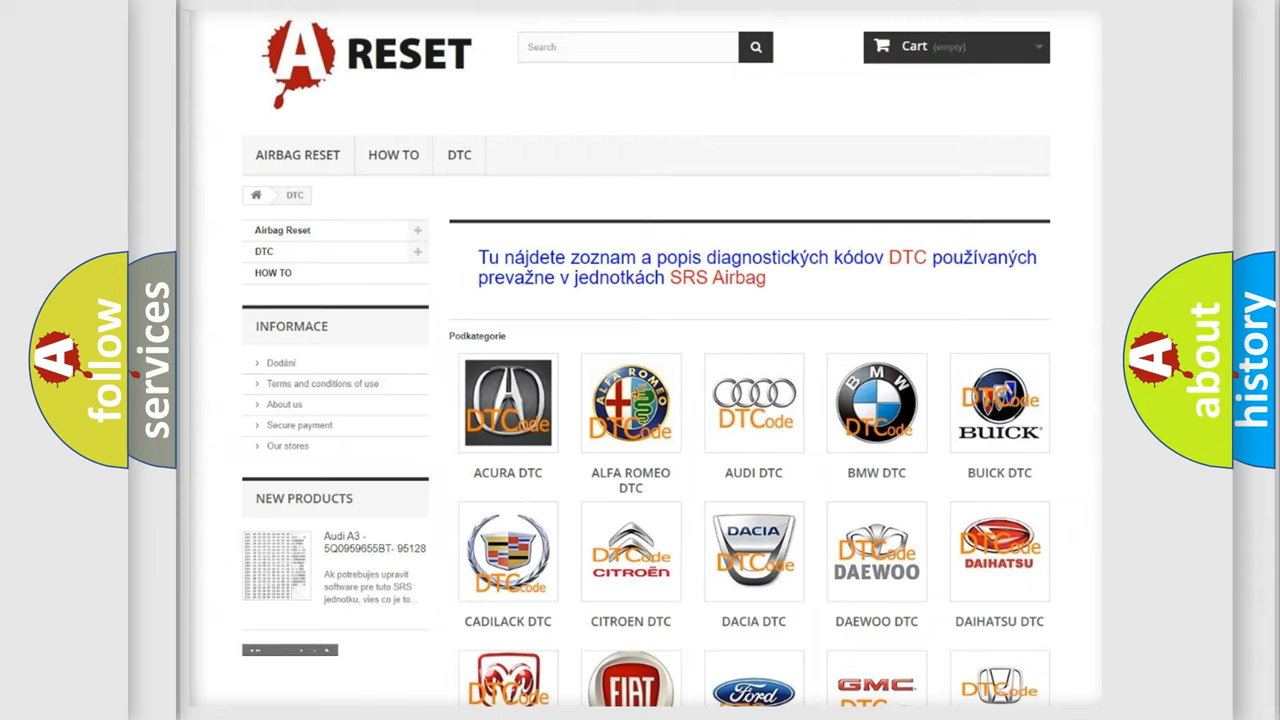 A RESET
Search
Cart (empty)
AIRBAG RESET
HOW TO
DTC
DTC
Airbag Reset
DTC
HOW TO
Tu nájdete zoznam a popis diagnostických kódov DTC používaných
prevažne v jednotkách SRS Airbag
INFORMACE
Dodání
Terms and conditions of use
About us
Secure payment
Our stores
NEW PRODUCTS
Audi A3 -
5Q0959655BT- 95128
Ak potrebujes upravit
software pre tuto SRS
jednotku, vies co je to...
Podkategorie
DTCode
ALFA ROMEO
DTCode
DTCode
BMW
DTCode
DTCode
BUICK
ACURA DTC
ALFA ROMEO
DTC
AUDI DTC
BMW DTC
BUICK DTC
DTCode
DTCode
CITROËN
DACIA
DTCode
DTCode
DAEWOO
DTCode
DAIHATSU
CADILACK DTC
CITROEN DTC
DACIA DTC
DAEWOO DTC
DAIHATSU DTC
DTCode
FIAT
Ford
GMC
DTCode
A follow
services
A about
history